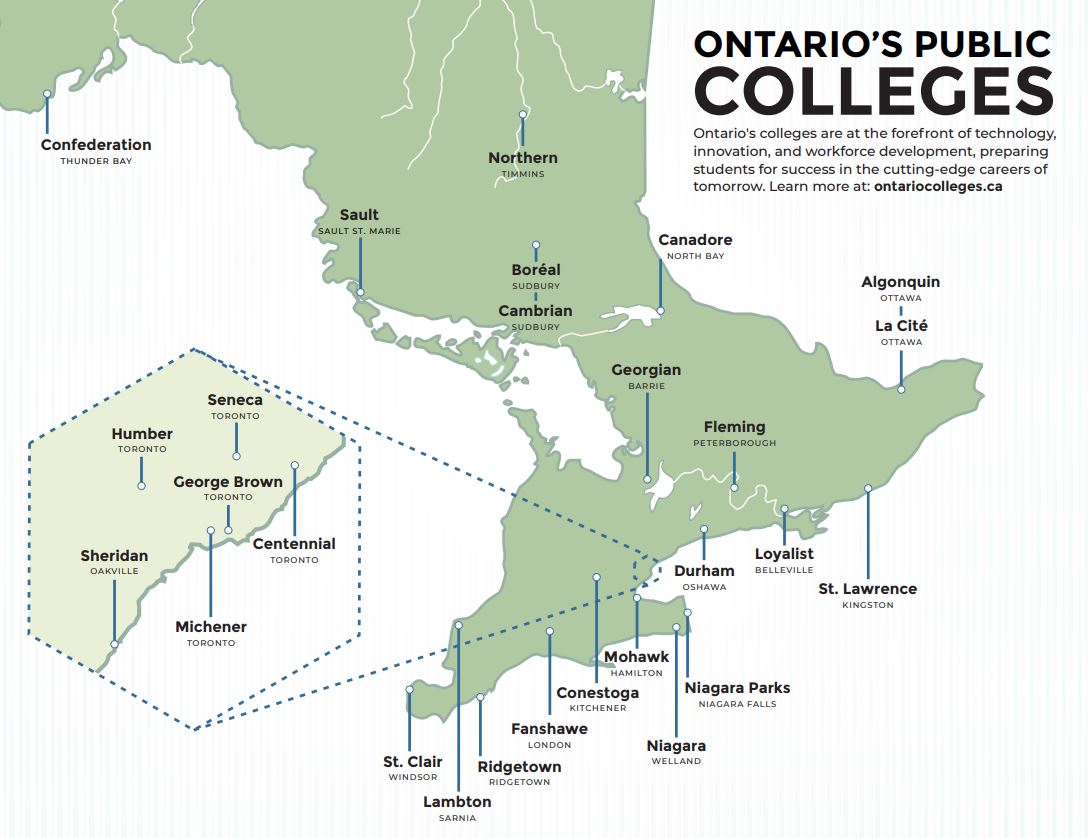 ONTARIO'S PUBLIC
COLLEGES
Ontario's colleges are at the forefront of technology,
innovation, and workforce development, preparing
students for success in the cutting-edge careers of
tomorrow. Learn more at: ontariocolleges.ca
Confederation
THUNDER BAY
Northern
TIMMINS
Sault
SAULT ST. MARIE
Canadore
NORTH BAY
Boréal
SUDBURY
Cambrian
SUDBURY
Algonquin
OTTAWA
La Cité
OTTAWA
Georgian
BARRIE
Fleming
PETERBOROUGH
Seneca
TORONTO
Humber
TORONTO
George Brown
TORONTO
Centennial
TORONTO
Sheridan
OAKVILLE
Michener
TORONTO
Durham
OSHAWA
Loyalist
BELLEVILLE
St. Lawrence
KINGSTON
Mohawk
HAMILTON
Niagara Parks
NIAGARA FALLS
Conestoga
KITCHENER
Fanshawe
LONDON
Niagara
WELLAND
St. Clair
WINDSOR
Ridgetown
RIDGETOWN
Lambton
SARNIA